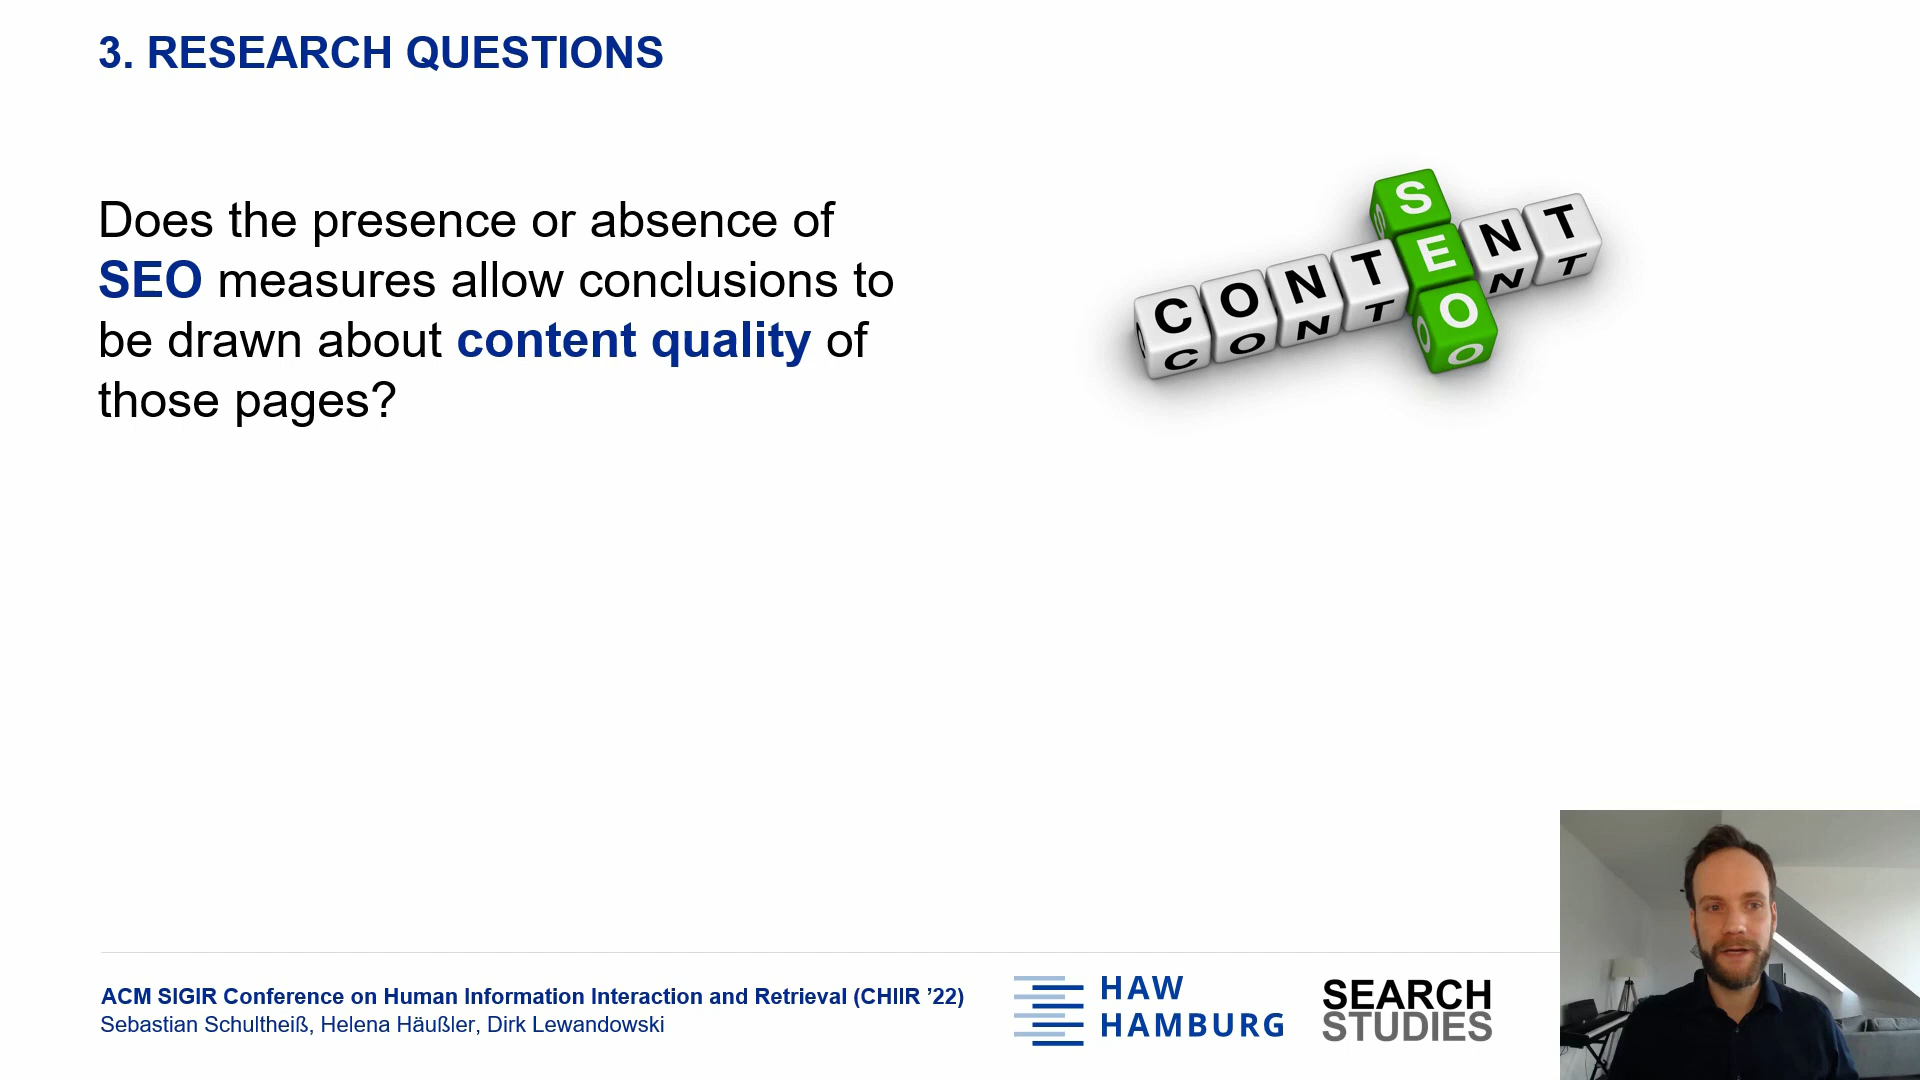 3. RESEARCH QUESTIONS
Does the presence or absence of
SEO measures allow conclusions to
be drawn about content quality of
those pages?
S
CONTENT
O
CONT NT
O
ACM SIGIR Conference on Human Information Interaction and Retrieval (CHIIR ’22)
Sebastian Schultheiß, Helena Häußler, Dirk Lewandowski
HAW
HAMBURG
SEARCH
STUDIES